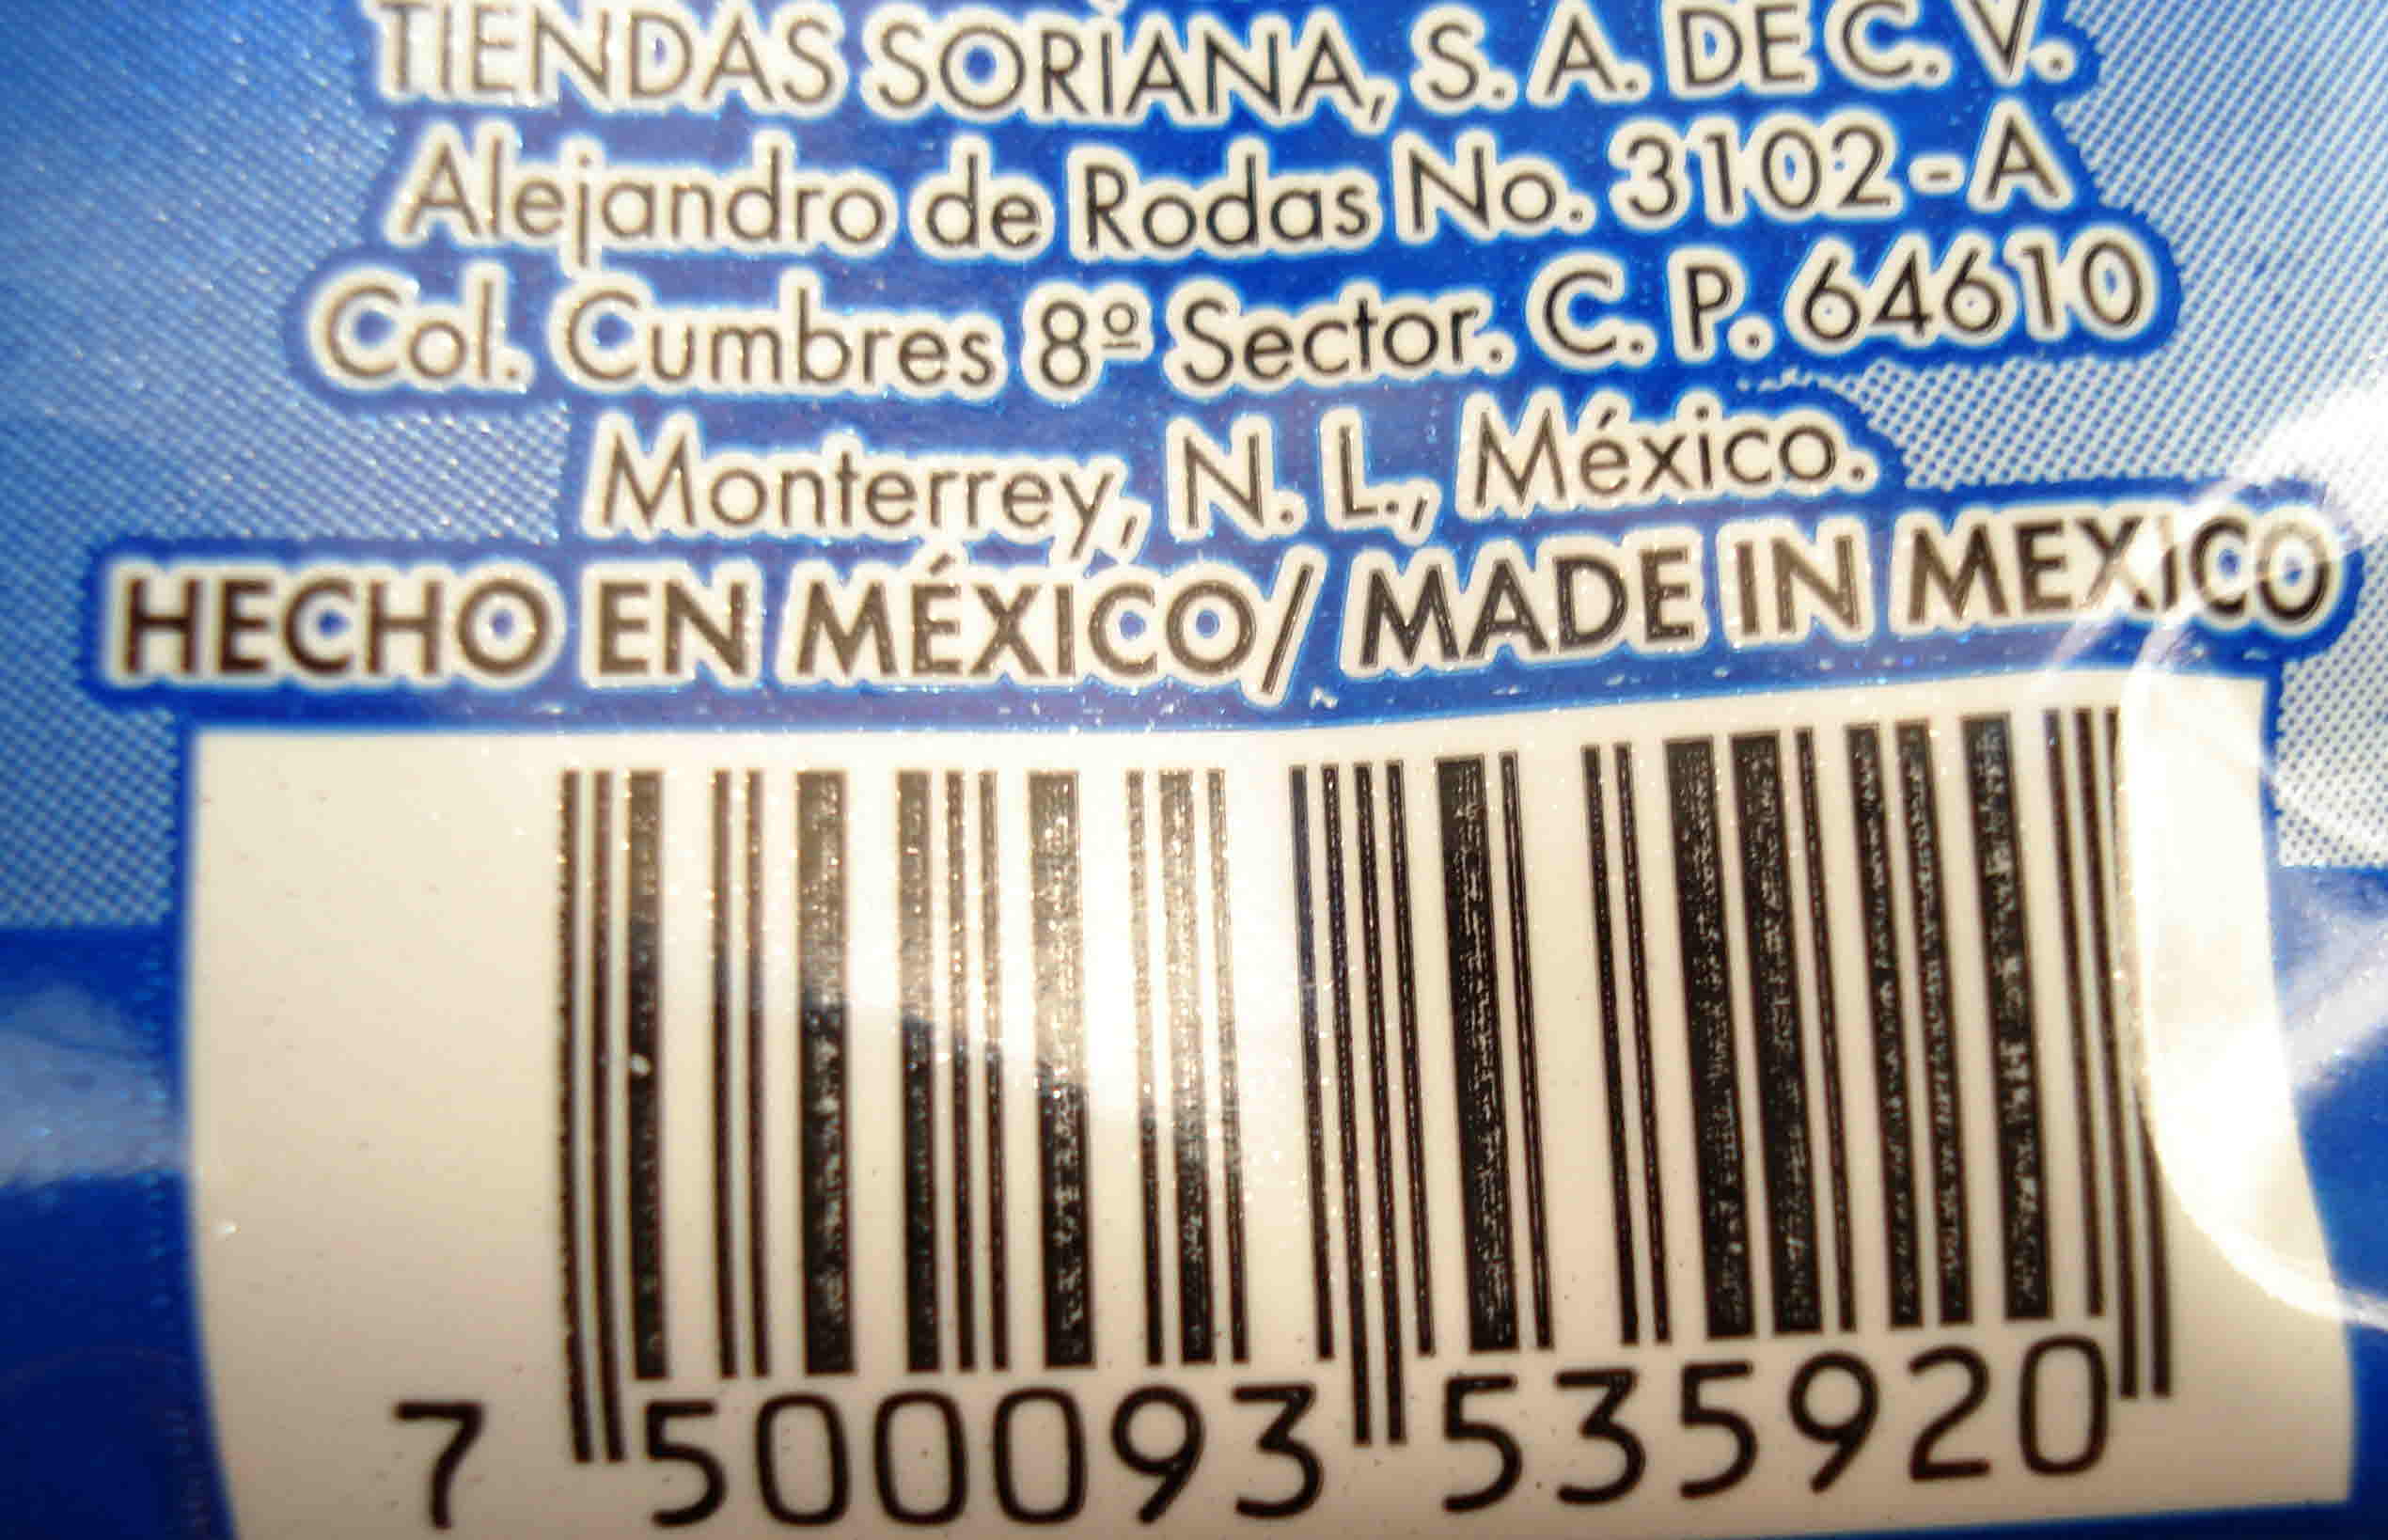 TIENDAS SORIANA, S. A. DE C. V.
Alejandro de Rodas No. 3102-A
Col. Cumbres 8º Sector. C. P. 64610
Monterrey, N. L., México.
HECHO EN MÉXICO/ MADE IN MEXICO
7 500093 535920